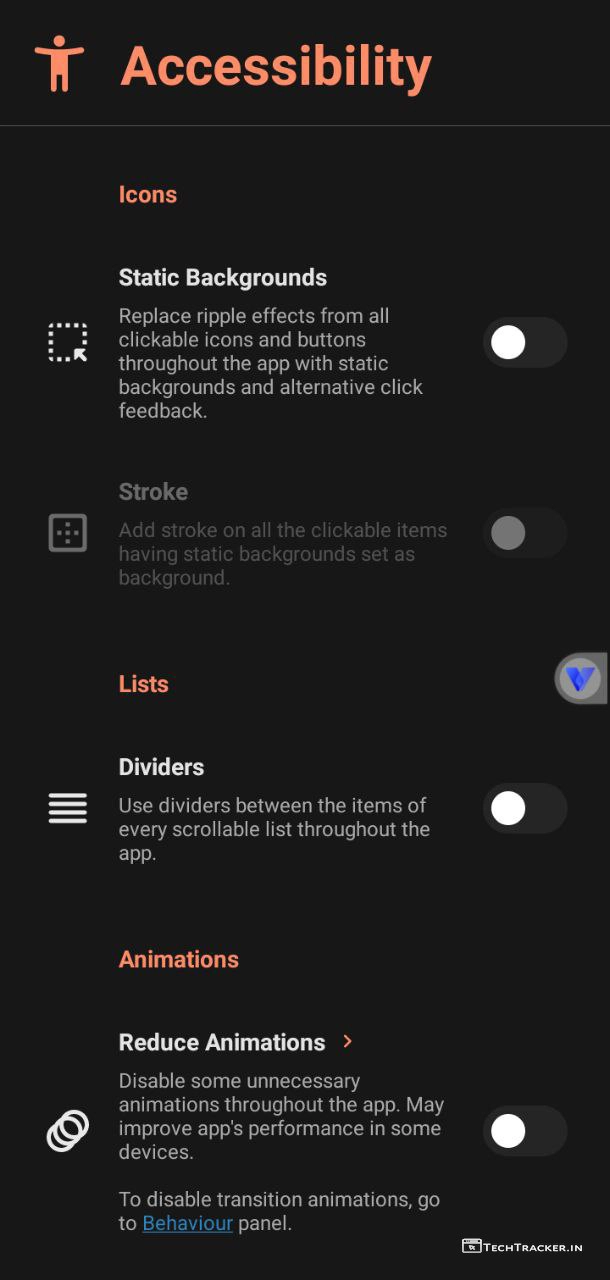 Accessibility
Icons
Static Backgrounds
Replace ripple effects from all
clickable icons and buttons
throughout the app with static
backgrounds and alternative click
feedback.
Stroke
Add stroke on all the clickable items
having static backgrounds set as
background.
Lists
Dividers
Use dividers between the items of
every scrollable list throughout the
app.
Animations
Reduce Animations
Disable some unnecessary
animations throughout the app. May
improve app's performance in some
devices.
To disable transition animations, go
to Behaviour panel.
TECHTRACKER.IN